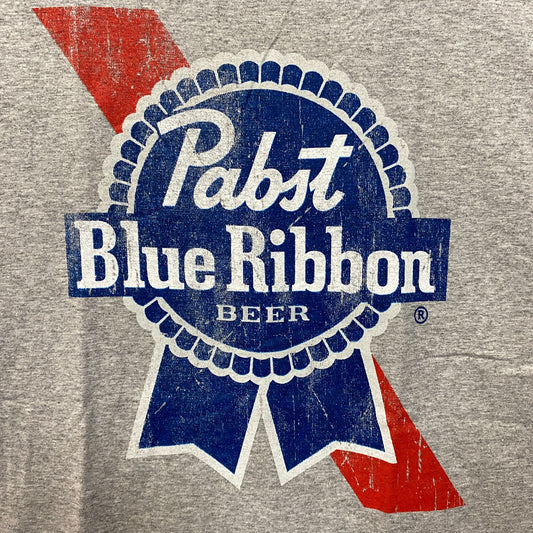 Pabst
Blue Ribbon
BEER
®